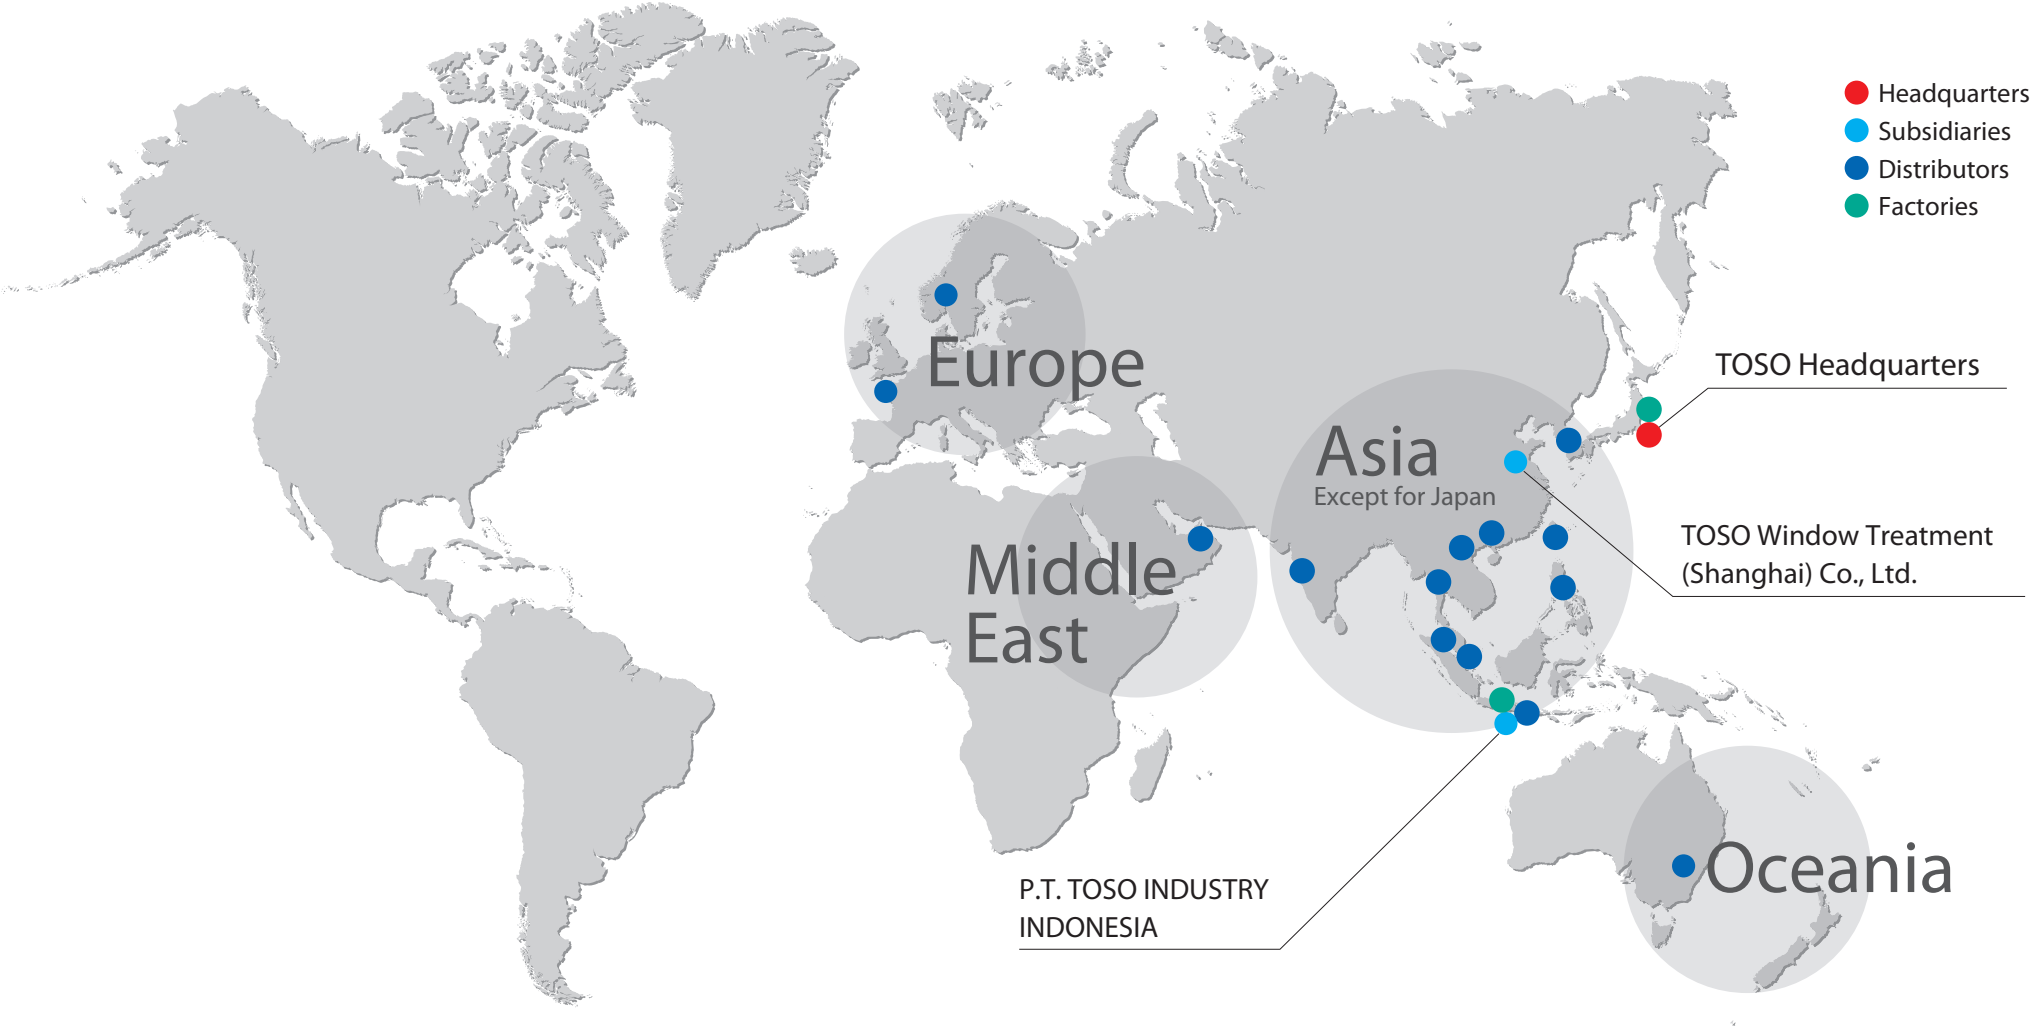 Headquarters
Subsidiaries
Distributors
Factories
TOSO Headquarters
Europe
Asia
Except for Japan
TOSO Window Treatment
(Shanghai) Co., Ltd.
Middle
East
Oceania
P.T. TOSO INDUSTRY
INDONESIA